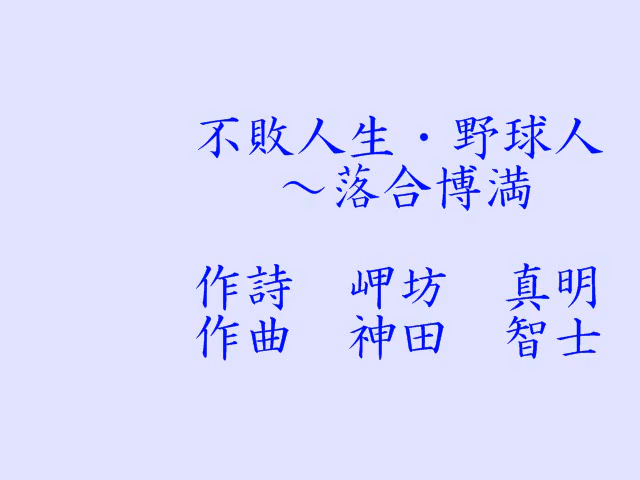 不敗人生・野球人
～落合博満
作詩　岬坊　真明
作曲　神田　智士